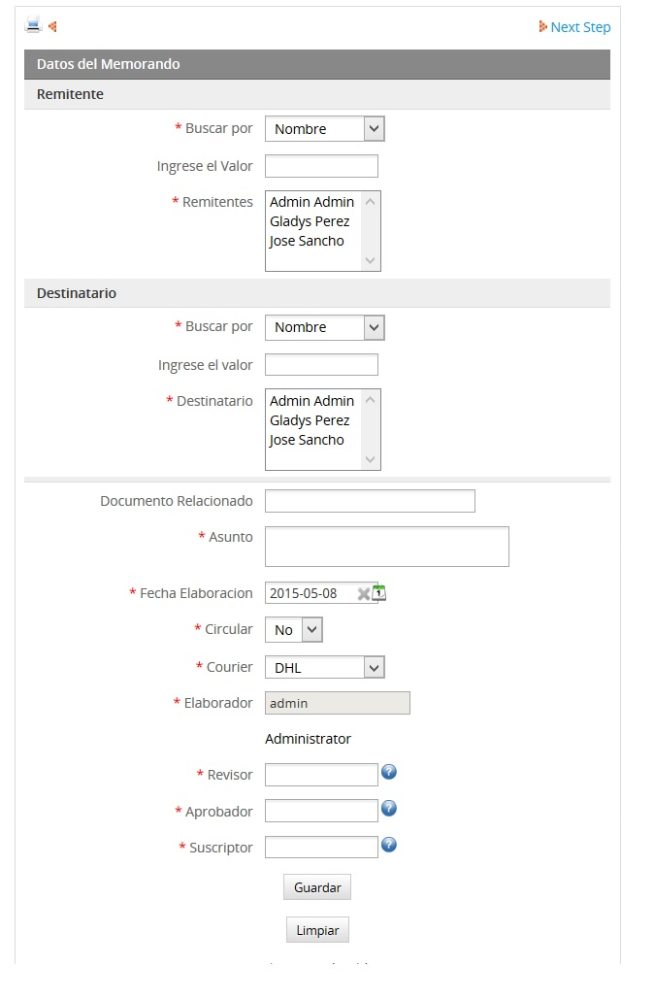 Next Step
Datos del Memorando
Remitente
* Buscar por Nombre
Ingrese el Valor
* Remitentes Admin Admin
Gladys Perez
Jose Sancho
Destinatario
* Buscar por Nombre
Ingrese el valor
* Destinatario Admin Admin
Gladys Perez
Jose Sancho
Documento Relacionado
* Asunto
* Fecha Elaboracion 2015-05-08 1
* Circular No
* Courier DHL
* Elaborador admin
Administrator
* Revisor ?
* Aprobador ?
* Suscriptor ?
Guardar
Limpiar